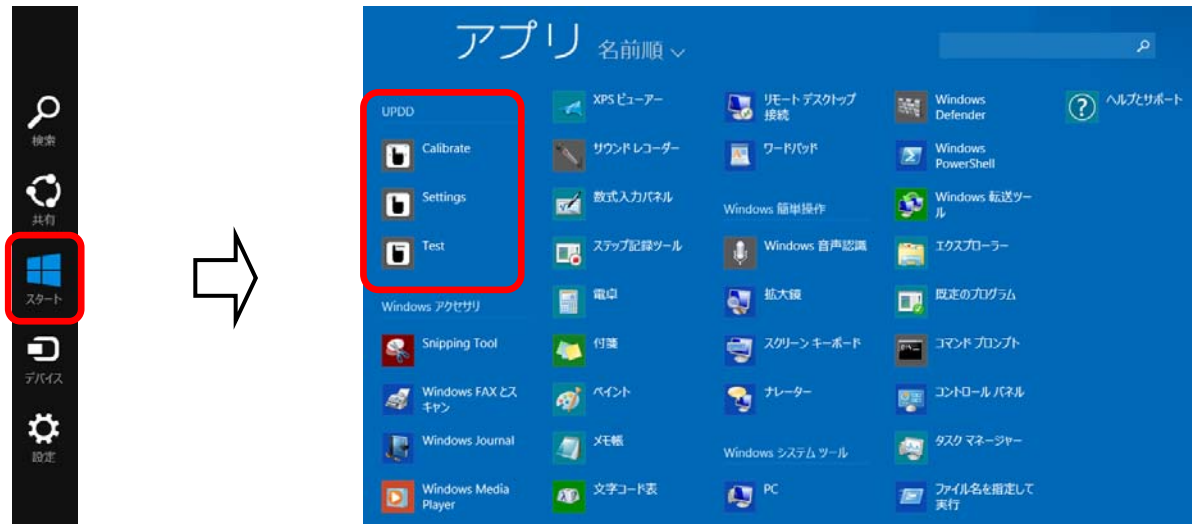 検索
共有
スタート
デバイス
設定
アプリ 名前順
UPDD
Calibrate
Settings
Test
Windows アクセサリ
Snipping Tool
Windows FAX とス
キャン
Windows Journal
Windows Media
Player
XPS ビューアー
サウンド レコーダー
数式入力パネル
ステップ記録ツール
電卓
付箋
ペイント
メモ帳
文字コード表
リモート デスクトップ
接続
ワードパッド
Windows 簡単操作
Windows 音声認識
拡大鏡
スクリーン キーボード
ナレーター
Windows システム ツール
PC
Windows
Defender
Windows
PowerShell
Windows 転送ツー
ル
エクスプローラー
既定のプログラム
コマンド プロンプト
コントロール パネル
タスク マネージャー
ファイル名を指定して
実行
ヘルプとサポート